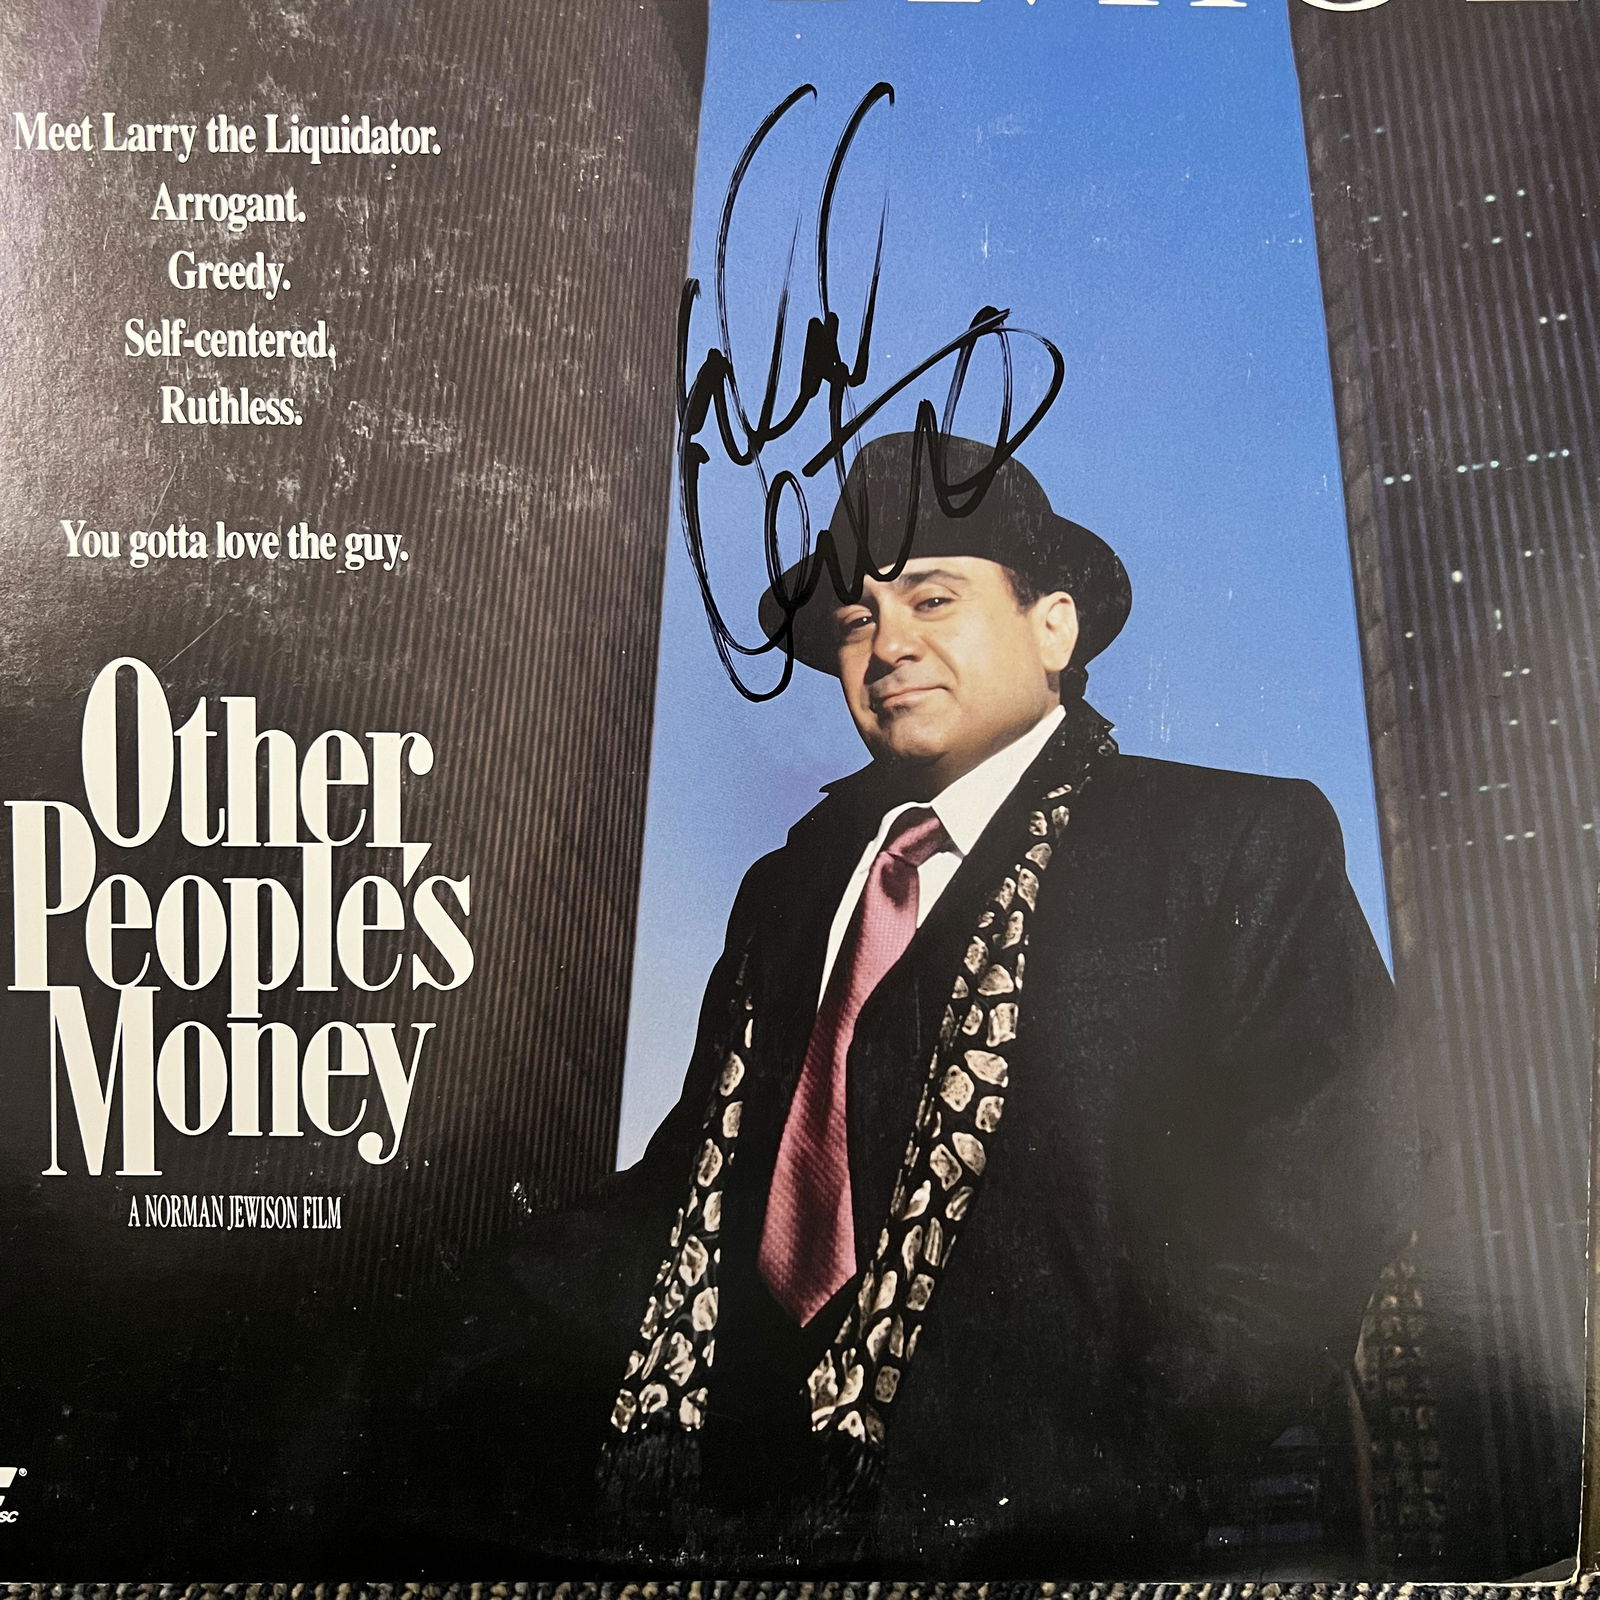 Meet Larry the Liquidator.
Arrogant.
Greedy.
Self-centered.
Ruthless.
You gotta love the guy.
Other
People's
Money
A NORMAN JEWISON FILM